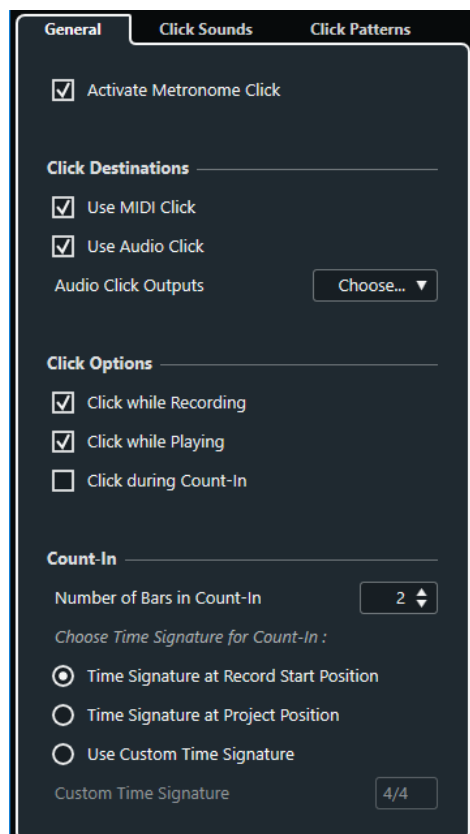 General Click Sounds Click Patterns
Activate Metronome Click
Click Destinations
Use MIDI Click
Use Audio Click
Audio Click Outputs Choose...
Click Options
Click while Recording
Click while Playing
Click during Count-In
Count-In
Number of Bars in Count-In 2
Choose Time Signature for Count-In :
Time Signature at Record Start Position
Time Signature at Project Position
Use Custom Time Signature
Custom Time Signature 4/4